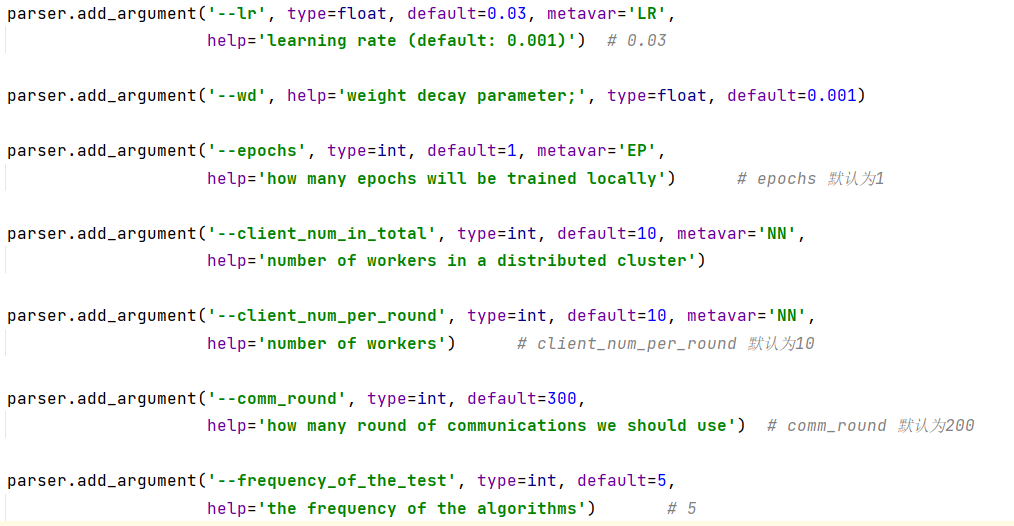 parser.add_argument('--lr', type=float, default=0.03, metavar='LR',
help='learning rate (default: 0.001)')  # 0.03
parser.add_argument('--wd', help='weight decay parameter;', type=float, default=0.001)
parser.add_argument('--epochs', type=int, default=1, metavar='EP',
help='how many epochs will be trained locally')      # epochs 默认为1
parser.add_argument('--client_num_in_total', type=int, default=10, metavar='NN',
help='number of workers in a distributed cluster')
parser.add_argument('--client_num_per_round', type=int, default=10, metavar='NN',
help='number of workers')      # client_num_per_round 默认为10
parser.add_argument('--comm_round', type=int, default=300,
help='how many round of communications we should use')  # comm_round 默认为200
parser.add_argument('--frequency_of_the_test', type=int, default=5,
help='the frequency of the algorithms')       # 5